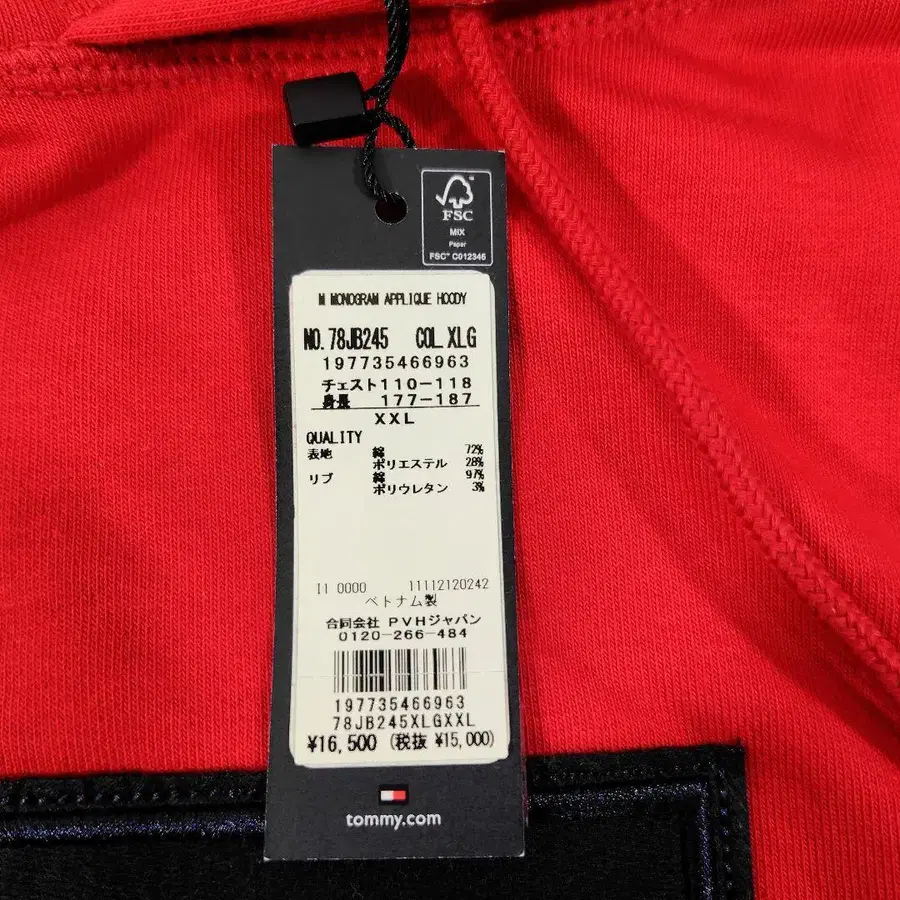 FSC
MIX
Paper
FSC® C012345
M MONOGRAM APPLIQUE HOODY
NO. 78JB245 COL. XLG
197735466963
チェスト110-118
身長 177-187
XXL
QUALITY
表地 綿 72%
ポリエステル 28%
リブ 綿 97%
ポリウレタン 3%
I1 0000 11112120242
ベトナム製
合同会社 PVHジャパン
0120-266-484
197735466963
78JB245XLGXXL
¥16,500 (税抜 ¥15,000)
tommy.com